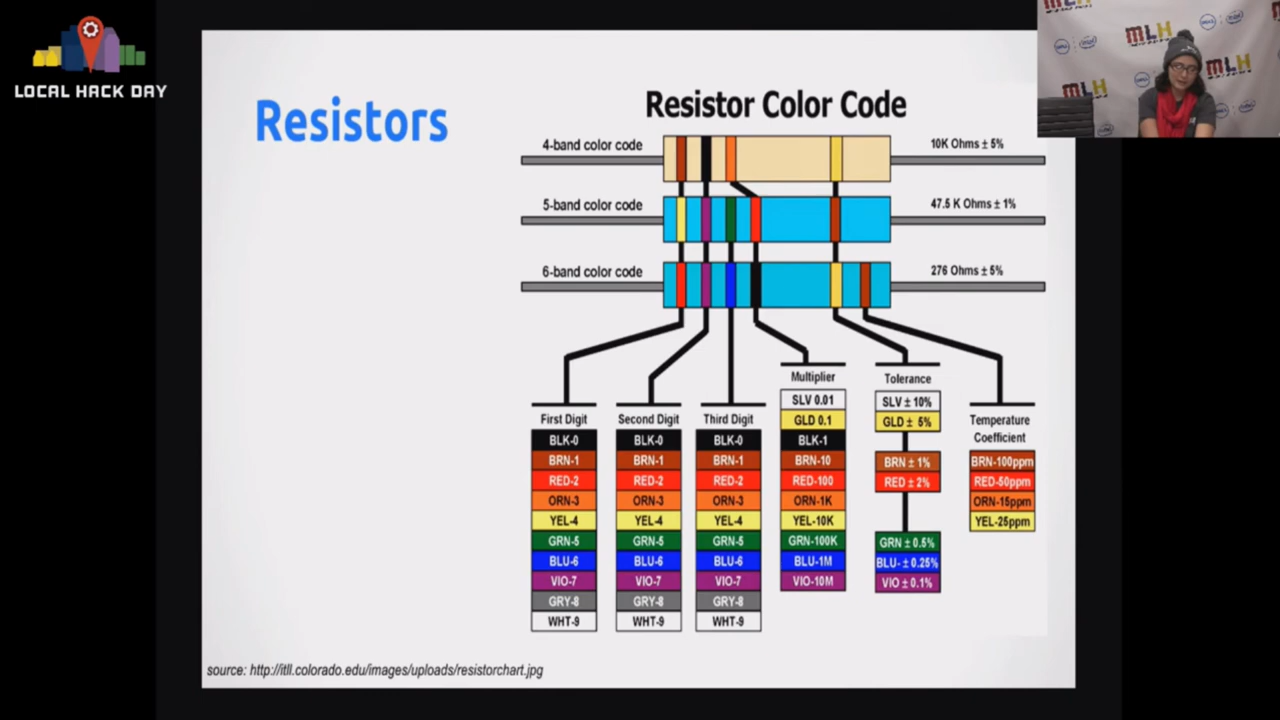 LOCAL HACK DAY
MLH
MLH
MLH
Resistors
Resistor Color Code
4-band color code
10K Ohms ± 5%
5-band color code
47.5 K Ohms ± 1%
6-band color code
276 Ohms ± 5%
Multiplier
Tolerance
SLV 0.01
SLV ± 10%
GLD 0.1
GLD ± 5%
First Digit
Second Digit
Third Digit
Temperature
Coefficient
BLK-0 BLK-0 BLK-0 BLK-1
BRN-1 BRN-1 BRN-1 BRN-10 BRN ± 1% BRN-100ppm
RED-2 RED-2 RED-2 RED-100 RED ± 2% RED-50ppm
ORN-3 ORN-3 ORN-3 ORN-1K ORN-15ppm
YEL-4 YEL-4 YEL-4 YEL-10K YEL-25ppm
GRN-5 GRN-5 GRN-5 GRN-100K GRN ± 0.5%
BLU-6 BLU-6 BLU-6 BLU-1M BLU- ± 0.25%
VIO-7 VIO-7 VIO-7 VIO-10M VIO ± 0.1%
GRY-8 GRY-8 GRY-8
WHT-9 WHT-9 WHT-9
source: http://itll.colorado.edu/images/uploads/resistorchart.jpg